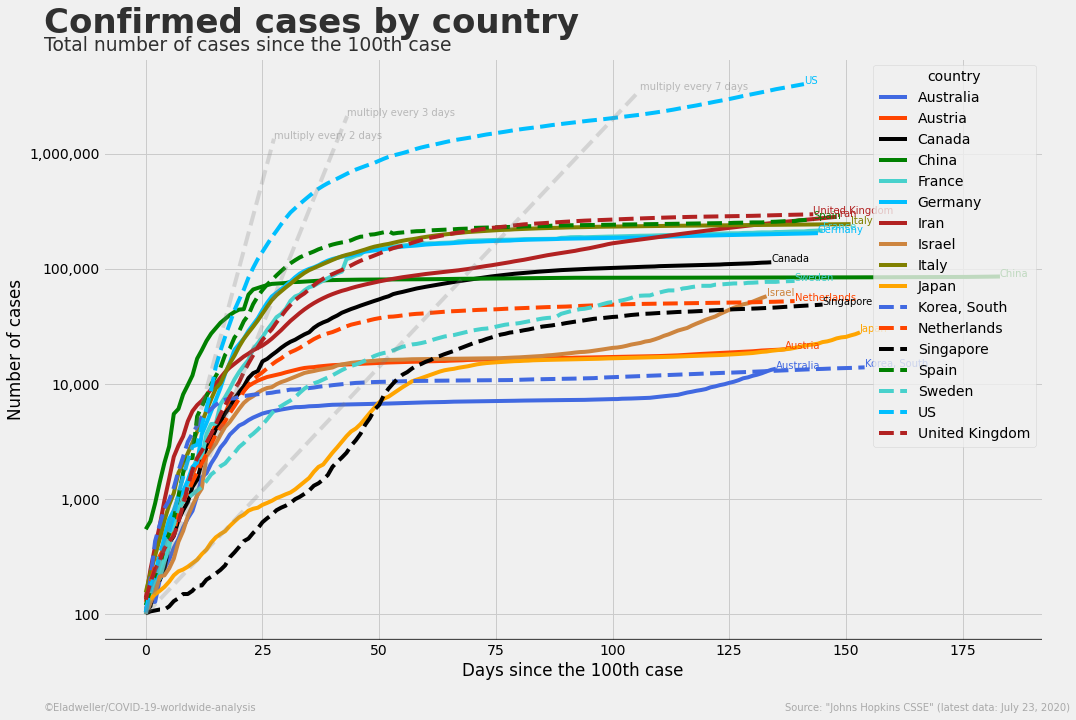 Confirmed cases by country
Total number of cases since the 100th case
Number of cases
1,000,000
100,000
10,000
1,000
100
0 25 50 75 100 125 150 175
Days since the 100th case
multiply every 2 days
multiply every 3 days
multiply every 7 days
US
United Kingdom
Spain
Iran
Italy
Germany
China
Canada
Sweden
Israel
Netherlands
Singapore
Japan
Austria
Australia
Korea, South
country
Australia
Austria
Canada
China
France
Germany
Iran
Israel
Italy
Japan
Korea, South
Netherlands
Singapore
Spain
Sweden
US
United Kingdom
©Eladweller/COVID-19-worldwide-analysis
Source: "Johns Hopkins CSSE" (latest data: July 23, 2020)